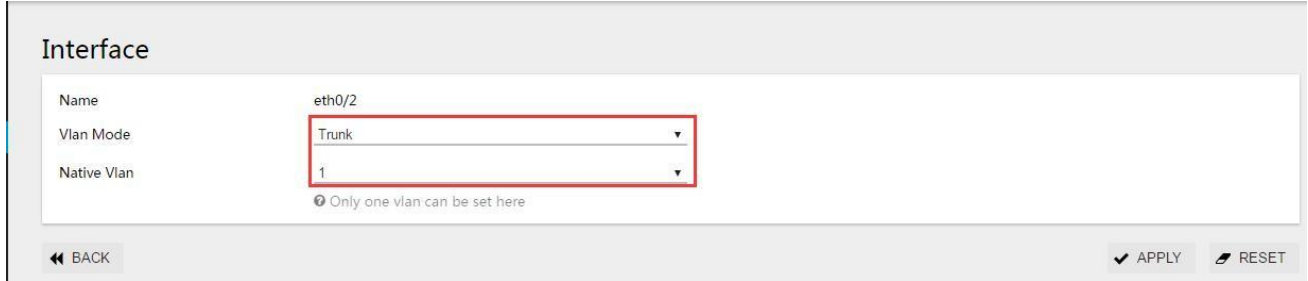 Interface
Name eth0/2
Vlan Mode Trunk
Native Vlan 1
Only one vlan can be set here
BACK APPLY RESET